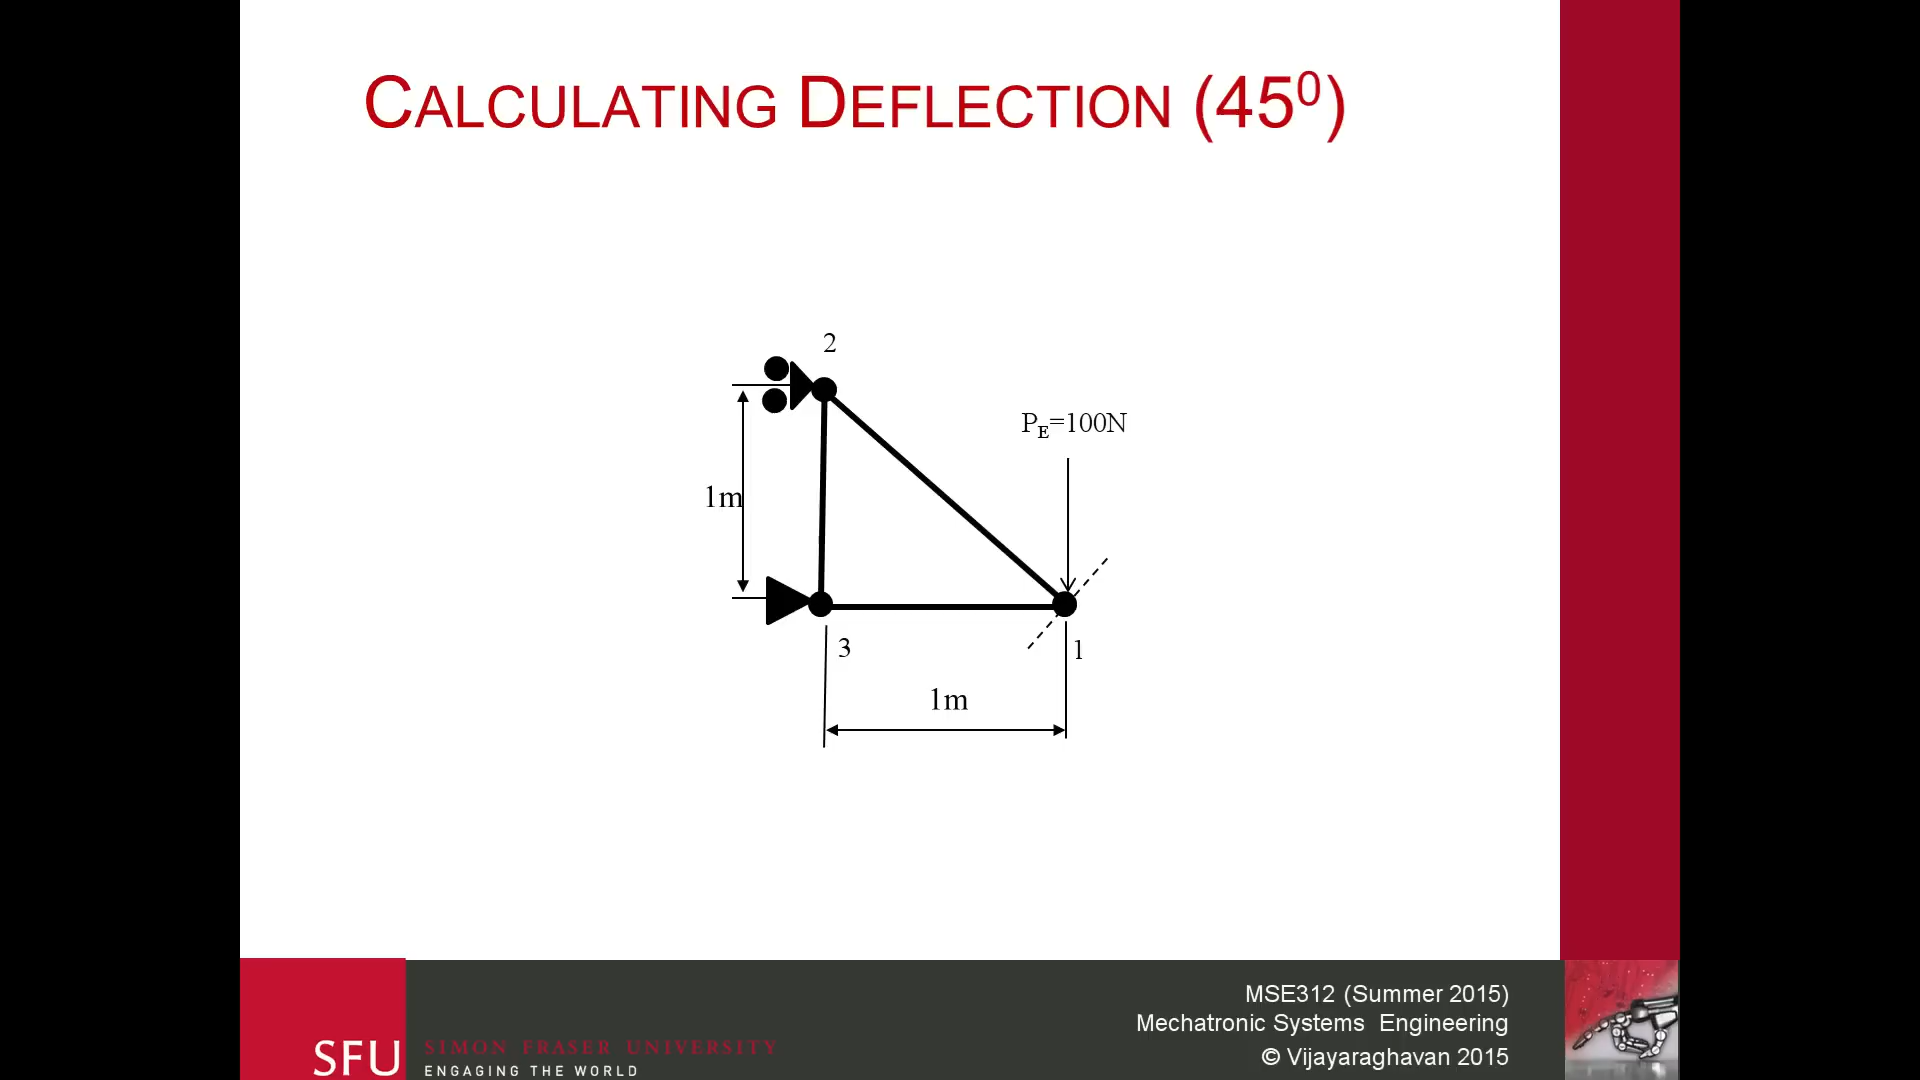 CALCULATING DEFLECTION (45⁰)
2
P_E=100N
1m
3
1
1m
MSE312 (Summer 2015)
Mechatronic Systems Engineering
© Vijayaraghavan 2015
SFU
SIMON FRASER UNIVERSITY
ENGAGING THE WORLD